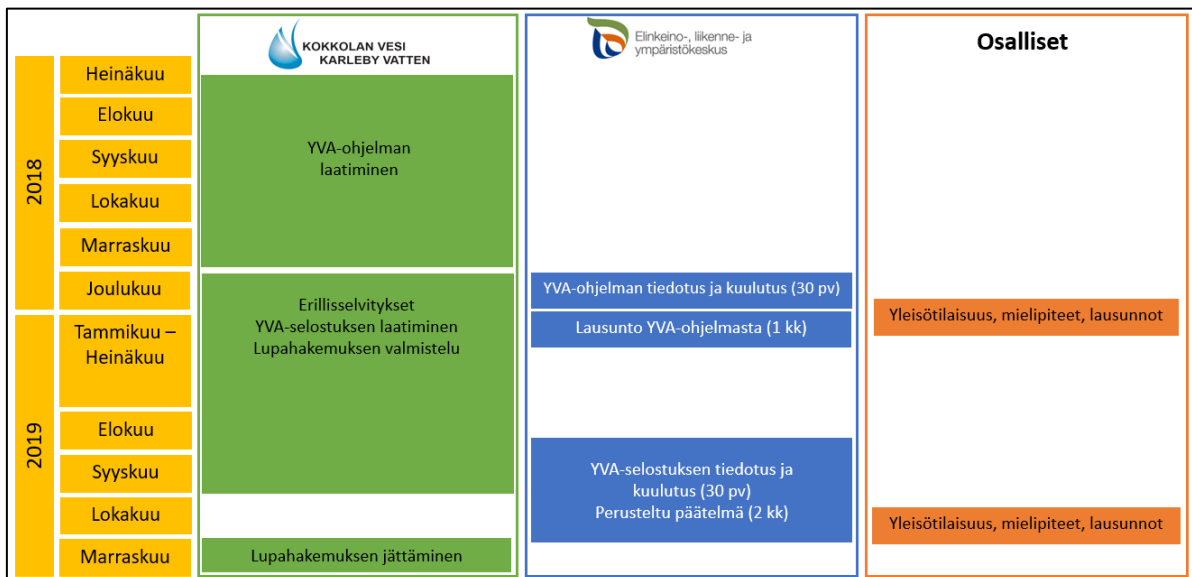 KOKKOLAN VESI
KARLEBY VATTEN
Elinkeino-, liikenne- ja
ympäristökeskus
Osalliset
2018
Heinäkuu
Elokuu
Syyskuu
Lokakuu
Marraskuu
Joulukuu
YVA-ohjelman
laatiminen
Erillisselvitykset
YVA-selostuksen laatiminen
Lupahakemuksen valmistelu
YVA-ohjelman tiedotus ja kuulutus (30 pv)
Lausunto YVA-ohjelmasta (1 kk)
Yleisötilaisuus, mielipiteet, lausunnot
2019
Tammikuu –
Heinäkuu
Elokuu
Syyskuu
Lokakuu
Marraskuu
YVA-selostuksen tiedotus ja
kuulutus (30 pv)
Perusteltu päätelmä (2 kk)
Yleisötilaisuus, mielipiteet, lausunnot
Lupahakemuksen jättäminen